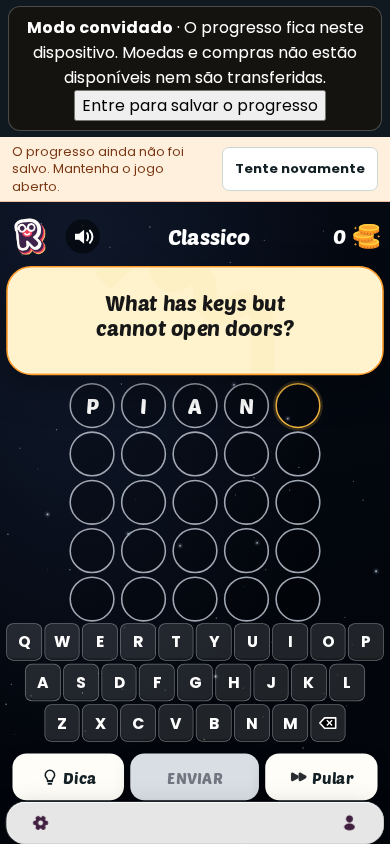 Modo convidado · O progresso fica neste
dispositivo. Moedas e compras não estão
disponíveis nem são transferidas.
Entre para salvar o progresso
O progresso ainda não foi
salvo. Mantenha o jogo
aberto.
Tente novamente
Classico
0
What has keys but
cannot open doors?
P I A N
Q W E R T Y U I O P
A S D F G H J K L
Z X C V B N M
Dica
ENVIAR
Pular